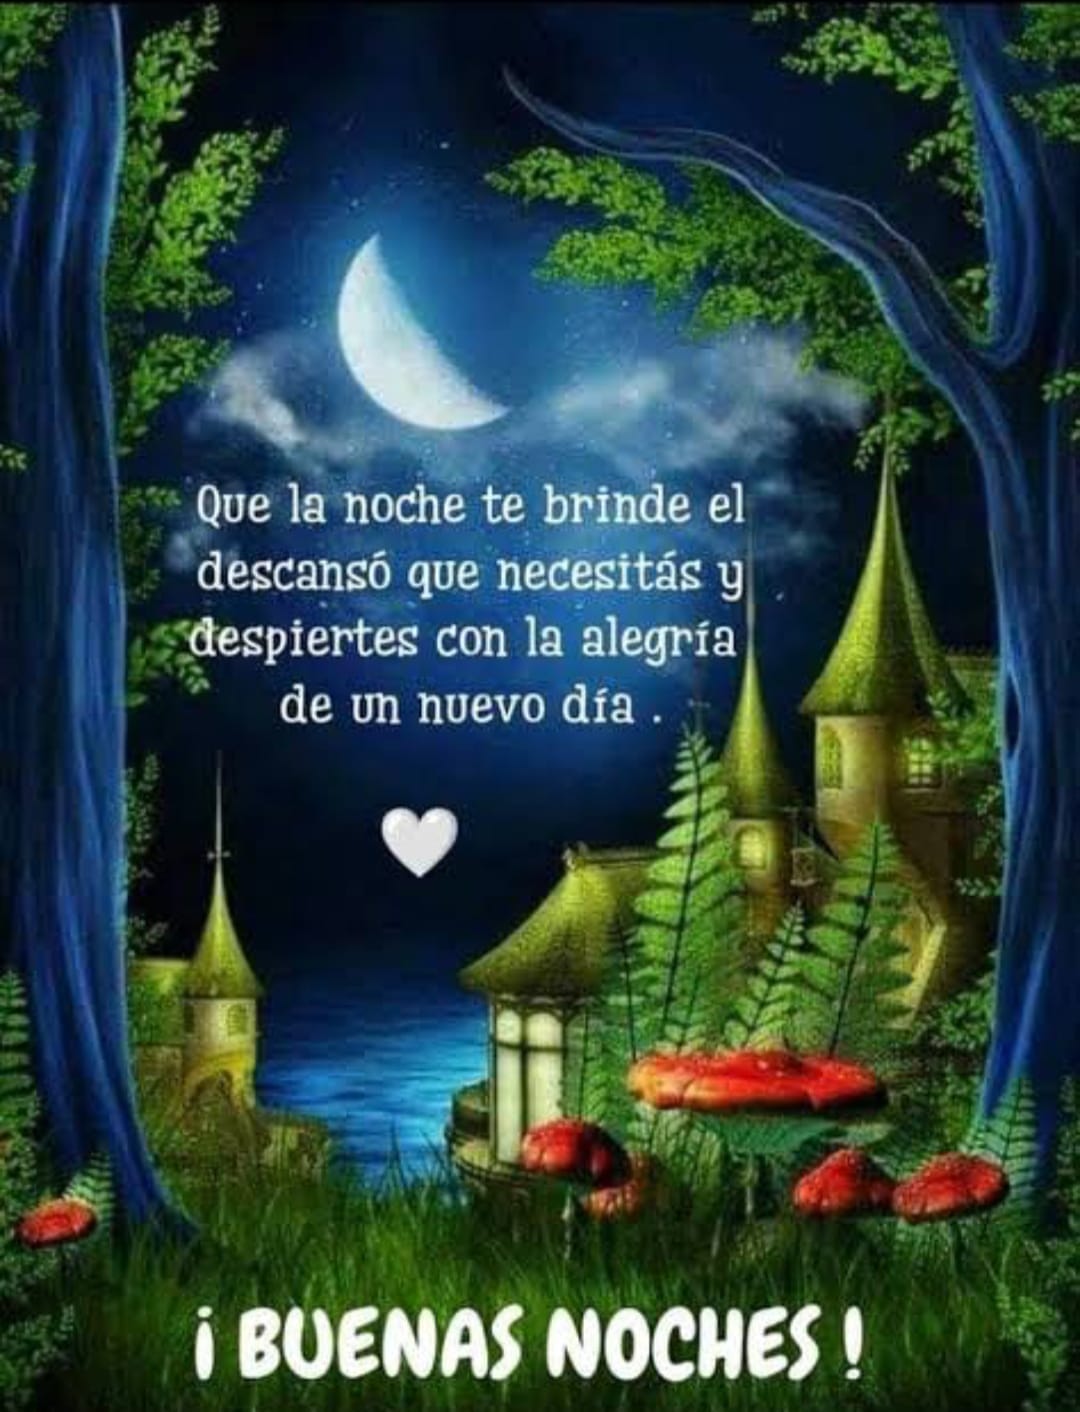 Que la noche te brinde el
descansó que necesitás y
despiertes con la alegría
de un nuevo día .
¡ BUENAS NOCHES !